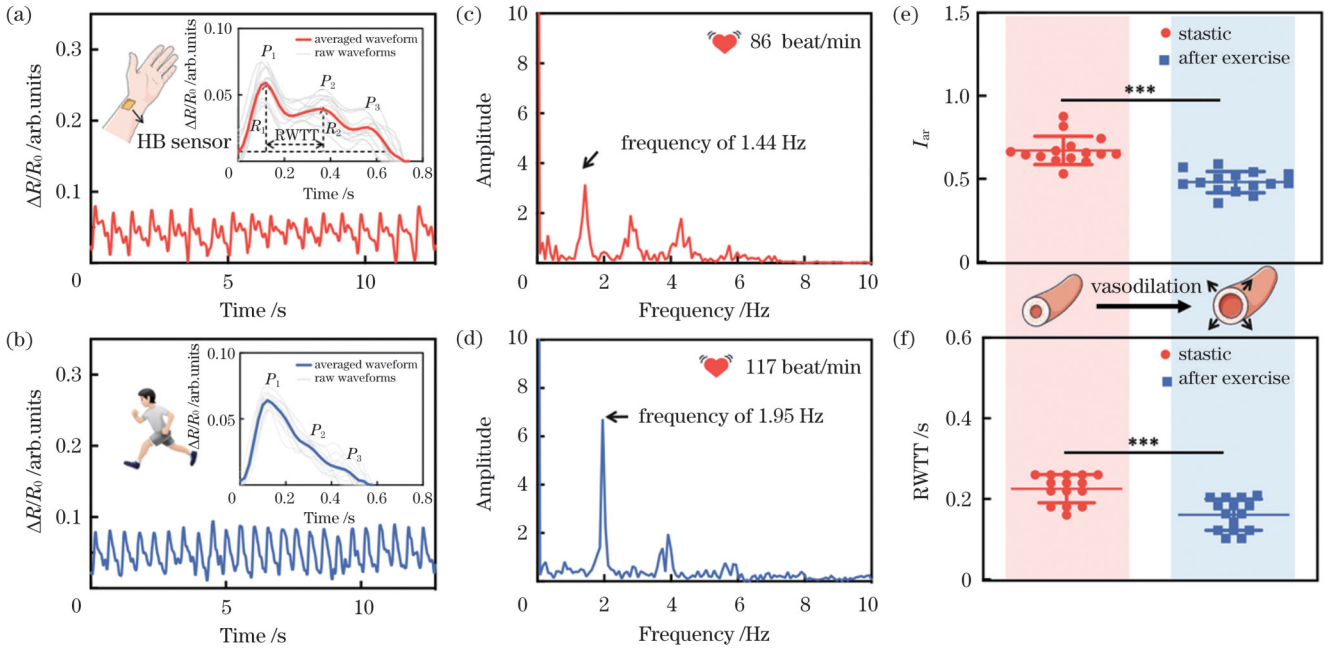 (a)
ΔR/R0 /arb.units
0.3
0.2
0.1
0
5
10
Time /s
HB sensor
ΔR/R0 /arb.units
0.10
0.05
0
0.2
0.4
0.6
0.8
Time /s
averaged waveform
raw waveforms
P1
P2
P3
R1
RWTT
R2
(b)
ΔR/R0 /arb.units
0.3
0.2
0.1
0
5
10
Time /s
ΔR/R0 /arb.units
0.10
0.05
0
0
0.2
0.4
0.6
0.8
Time /s
averaged waveform
raw waveforms
P1
P2
P3
(c)
Amplitude
10
8
6
4
2
0
2
4
6
8
10
Frequency /Hz
86 beat/min
frequency of 1.44 Hz
(d)
Amplitude
10
8
6
4
2
0
2
4
6
8
10
Frequency /Hz
117 beat/min
frequency of 1.95 Hz
(e)
Iar
1.5
1.0
0.5
0
stastic
after exercise
***
vasodilation
(f)
RWTT /s
0.6
0.4
0.2
0
stastic
after exercise
***